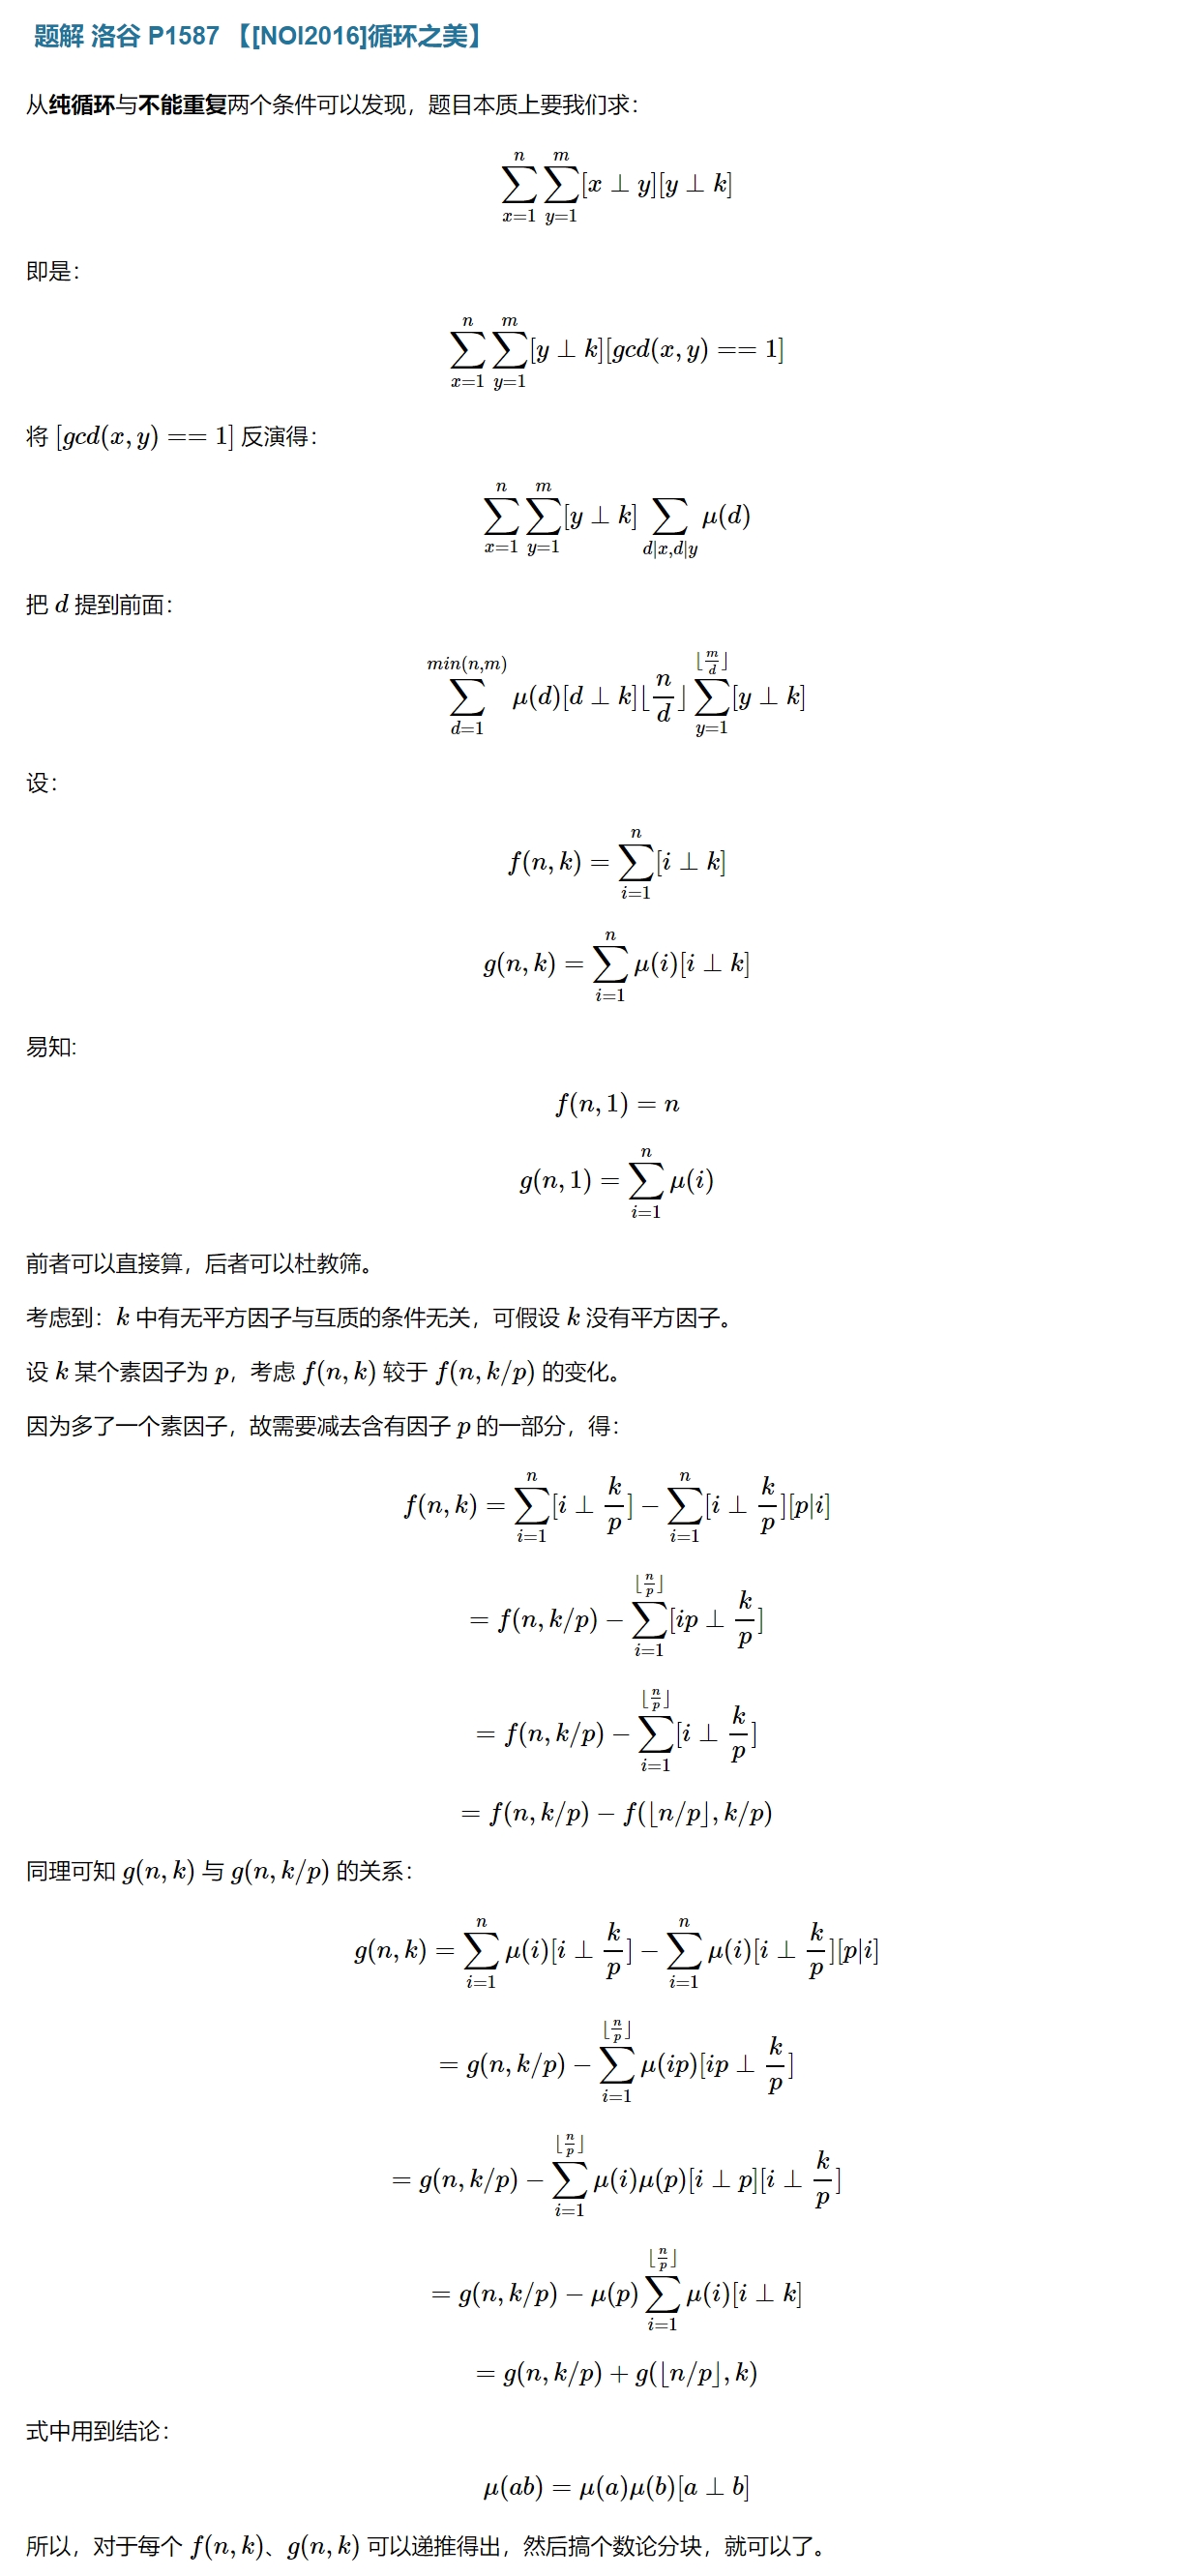 题解 洛谷 P1587 【[NOI2016]循环之美】
从纯循环与不能重复两个条件可以发现，题目本质上要我们求：
$$\sum_{x=1}^{n}\sum_{y=1}^{m}[x\perp y][y\perp k]$$
即是：
$$\sum_{x=1}^{n}\sum_{y=1}^{m}[y\perp k][gcd(x,y)==1]$$
将 $[gcd(x,y)==1]$ 反演得：
$$\sum_{x=1}^{n}\sum_{y=1}^{m}[y\perp k]\sum_{d|x,d|y}\mu(d)$$
把 $d$ 提到前面：
$$\sum_{d=1}^{min(n,m)}\mu(d)[d\perp k]\lfloor\frac{n}{d}\rfloor\sum_{y=1}^{\lfloor\frac{m}{d}\rfloor}[y\perp k]$$
设：
$$f(n,k)=\sum_{i=1}^{n}[i\perp k]$$
$$g(n,k)=\sum_{i=1}^{n}\mu(i)[i\perp k]$$
易知:
$$f(n,1)=n$$
$$g(n,1)=\sum_{i=1}^{n}\mu(i)$$
前者可以直接算，后者可以杜教筛。
考虑到：$k$ 中有无平方因子与互质的条件无关，可假设 $k$ 没有平方因子。
设 $k$ 某个素因子为 $p$，考虑 $f(n,k)$ 较于 $f(n,k/p)$ 的变化。
因为多了一个素因子，故需要减去含有因子 $p$ 的一部分，得：
$$f(n,k)=\sum_{i=1}^{n}[i\perp\frac{k}{p}]-\sum_{i=1}^{n}[i\perp\frac{k}{p}][p|i]$$
$$=f(n,k/p)-\sum_{i=1}^{\lfloor\frac{n}{p}\rfloor}[ip\perp\frac{k}{p}]$$
$$=f(n,k/p)-\sum_{i=1}^{\lfloor\frac{n}{p}\rfloor}[i\perp\frac{k}{p}]$$
$$=f(n,k/p)-f(\lfloor n/p\rfloor,k/p)$$
同理可知 $g(n,k)$ 与 $g(n,k/p)$ 的关系：
$$g(n,k)=\sum_{i=1}^{n}\mu(i)[i\perp\frac{k}{p}]-\sum_{i=1}^{n}\mu(i)[i\perp\frac{k}{p}][p|i]$$
$$=g(n,k/p)-\sum_{i=1}^{\lfloor\frac{n}{p}\rfloor}\mu(ip)[ip\perp\frac{k}{p}]$$
$$=g(n,k/p)-\sum_{i=1}^{\lfloor\frac{n}{p}\rfloor}\mu(i)\mu(p)[i\perp p][i\perp\frac{k}{p}]$$
$$=g(n,k/p)-\mu(p)\sum_{i=1}^{\lfloor\frac{n}{p}\rfloor}\mu(i)[i\perp k]$$
$$=g(n,k/p)+g(\lfloor n/p\rfloor,k)$$
式中用到结论：
$$\mu(ab)=\mu(a)\mu(b)[a\perp b]$$
所以，对于每个 $f(n,k)$、$g(n,k)$ 可以递推得出，然后搞个数论分块，就可以了。